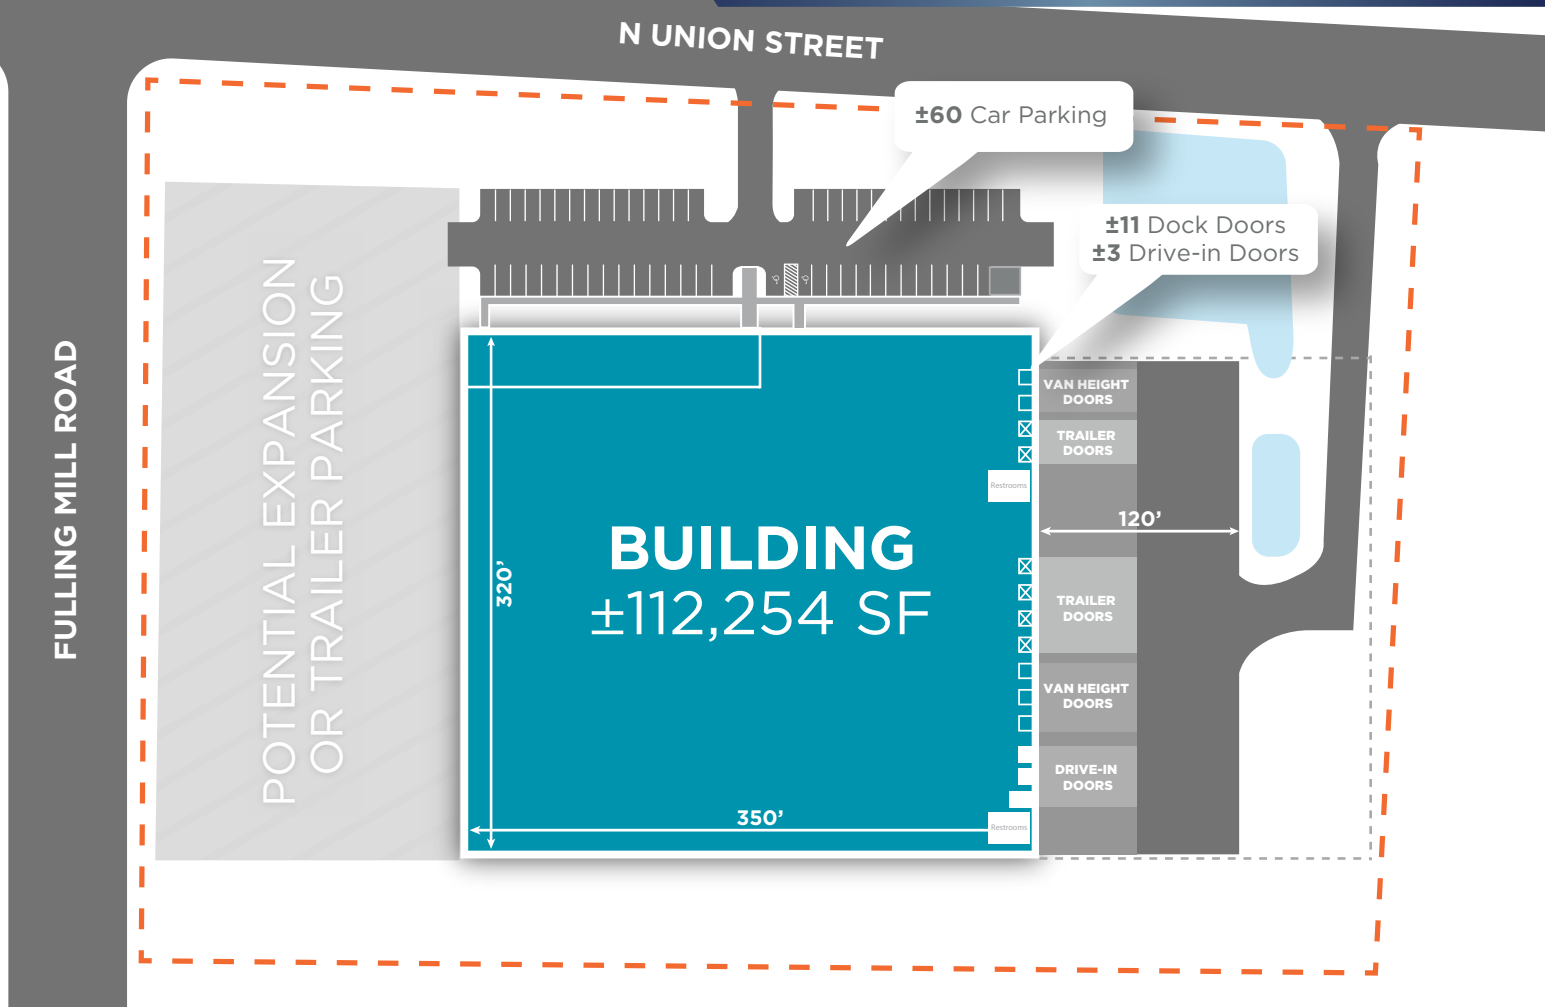 N UNION STREET
±60 Car Parking
±11 Dock Doors
±3 Drive-in Doors
FULLING MILL ROAD
POTENTIAL EXPANSION
OR TRAILER PARKING
320’
BUILDING
±112,254 SF
350’
VAN HEIGHT
DOORS
TRAILER
DOORS
Restrooms
120’
TRAILER
DOORS
VAN HEIGHT
DOORS
DRIVE-IN
DOORS
Restrooms